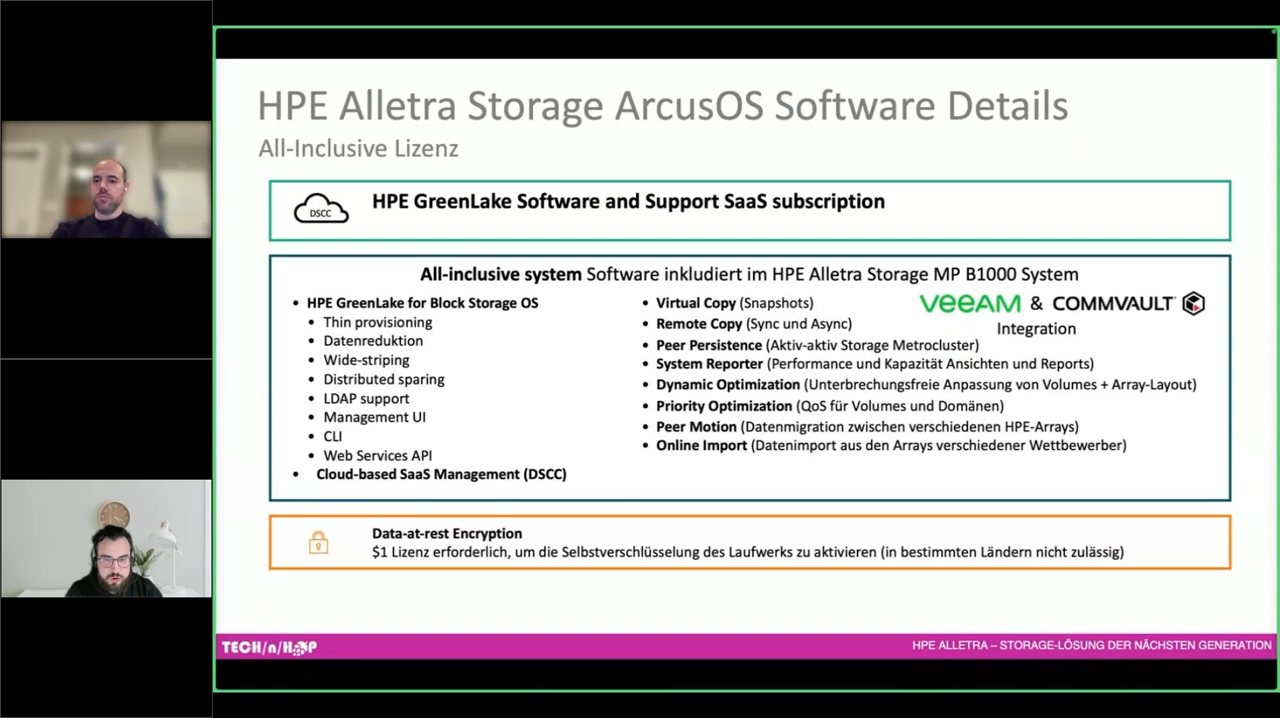 HPE Alletra Storage ArcusOS Software Details
All-Inclusive Lizenz
DSCC
HPE GreenLake Software and Support SaaS subscription
All-inclusive system Software inkludiert im HPE Alletra Storage MP B1000 System
• HPE GreenLake for Block Storage OS
• Thin provisioning
• Datenreduktion
• Wide-striping
• Distributed sparing
• LDAP support
• Management UI
• CLI
• Web Services API
• Cloud-based SaaS Management (DSCC)
• Virtual Copy (Snapshots)
• Remote Copy (Sync und Async)
• Peer Persistence (Aktiv-aktiv Storage Metrocluster)
• System Reporter (Performance und Kapazität Ansichten und Reports)
• Dynamic Optimization (Unterbrechungsfreie Anpassung von Volumes + Array-Layout)
• Priority Optimization (QoS für Volumes und Domänen)
• Peer Motion (Datenmigration zwischen verschiedenen HPE-Arrays)
• Online Import (Datenimport aus den Arrays verschiedener Wettbewerber)
veeAM & COMMVAULT
Integration
Data-at-rest Encryption
$1 Lizenz erforderlich, um die Selbstverschlüsselung des Laufwerks zu aktivieren (in bestimmten Ländern nicht zulässig)
TECH/n/HOP
HPE ALLETRA – STORAGE-LÖSUNG DER NÄCHSTEN GENERATION